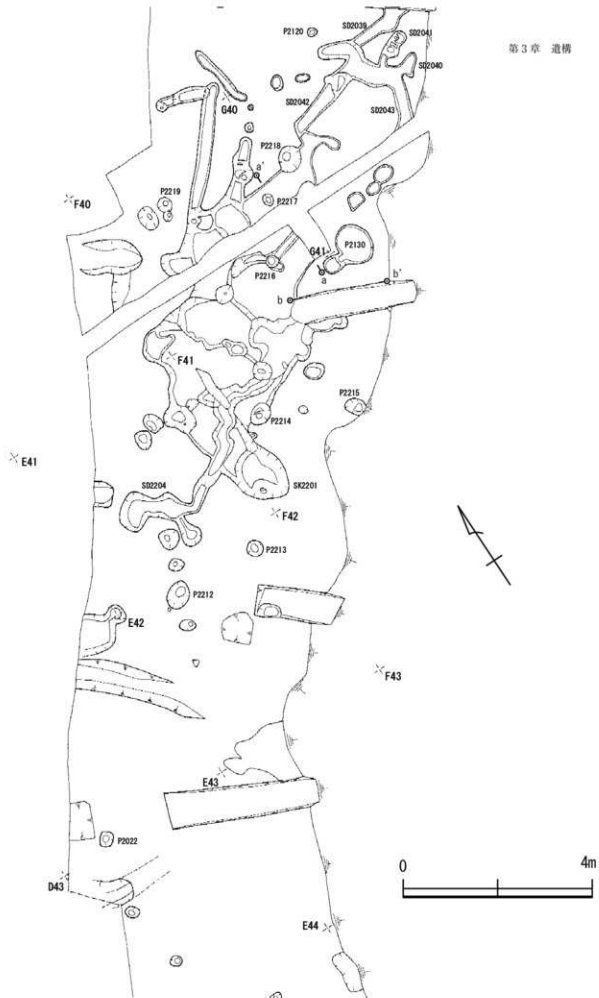 第3章 遺構
SD2039
P2120
SD2041
SD2040
G40
SD2042
SD2043
P2218
a'
P2219
F40
P2217
G41
P2130
P2216
a
b
b'
F41
P2215
P2214
E41
SD2204
SK2201
F42
P2213
P2212
E42
F43
E43
P2022
0 4m
D43
E44